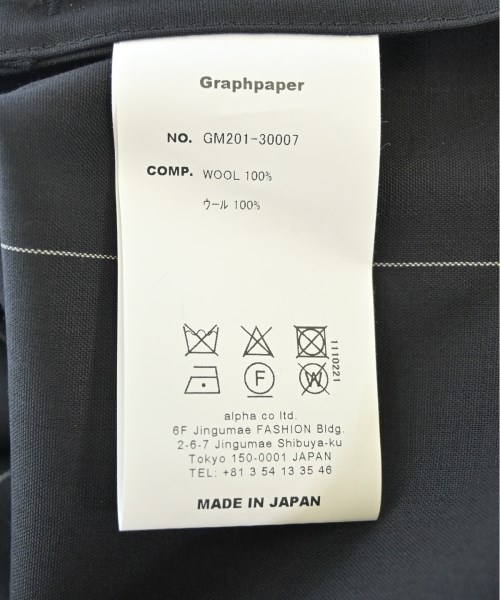 Graphpaper
NO. GM201-30007
COMP. WOOL 100%
ウール 100%
1110221
F
W
alpha co ltd.
6F Jingumae FASHION Bldg.
2-6-7 Jingumae Shibuya-ku
Tokyo 150-0001 JAPAN
TEL: +81 3 54 13 35 46
MADE IN JAPAN